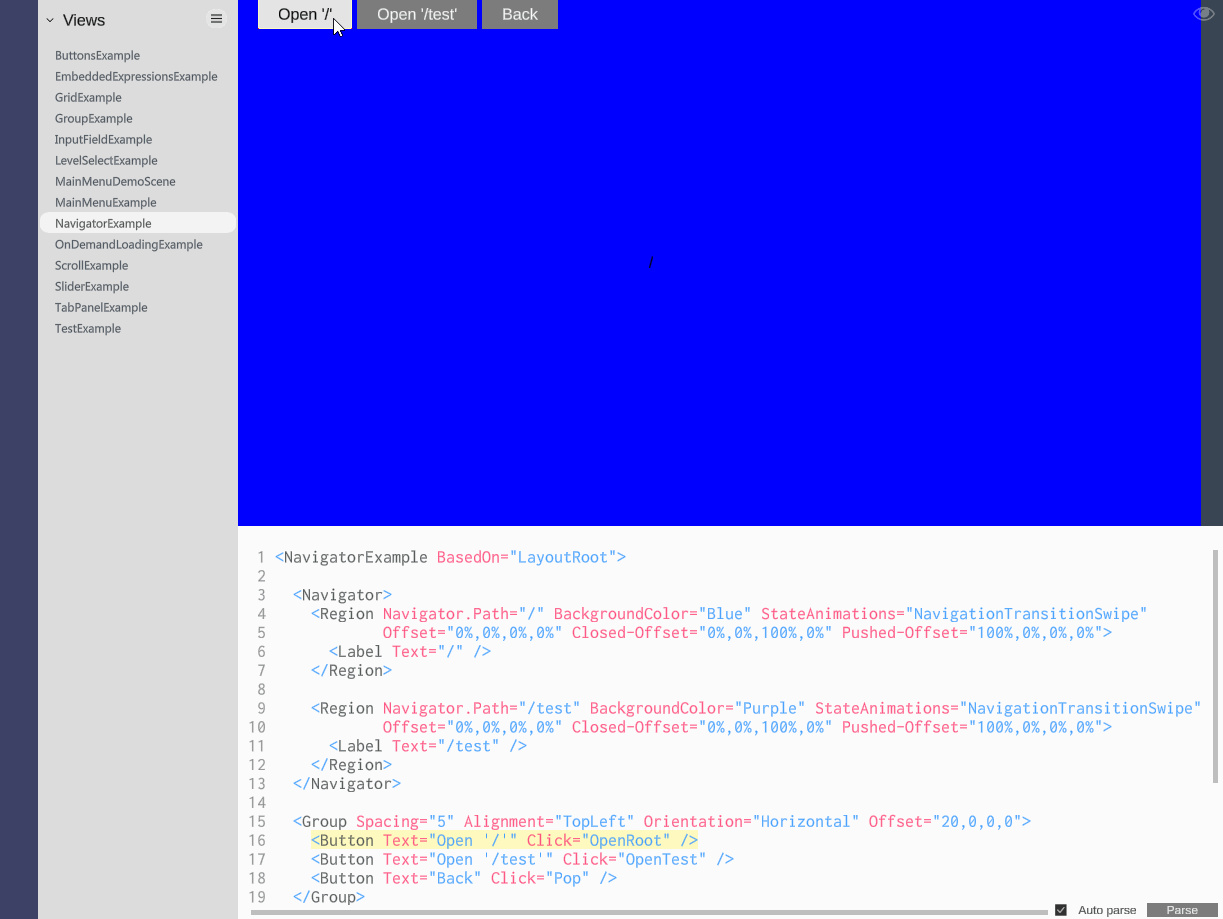 Views
ButtonsExample
EmbeddedExpressionsExample
GridExample
GroupExample
InputFieldExample
LevelSelectExample
MainMenuDemoScene
MainMenuExample
NavigatorExample
OnDemandLoadingExample
ScrollExample
SliderExample
TabPanelExample
TestExample
Open '/' Open '/test' Back
/
1 <NavigatorExample BasedOn="LayoutRoot">
2
3 <Navigator>
4 <Region Navigator.Path="/" BackgroundColor="Blue" StateAnimations="NavigationTransitionSwipe"
5 Offset="0%,0%,0%,0%" Closed-Offset="0%,0%,100%,0%" Pushed-Offset="100%,0%,0%,0%">
6 <Label Text="/" />
7 </Region>
8
9 <Region Navigator.Path="/test" BackgroundColor="Purple" StateAnimations="NavigationTransitionSwipe"
10 Offset="0%,0%,0%,0%" Closed-Offset="0%,0%,100%,0%" Pushed-Offset="100%,0%,0%,0%">
11 <Label Text="/test" />
12 </Region>
13 </Navigator>
14
15 <Group Spacing="5" Alignment="TopLeft" Orientation="Horizontal" Offset="20,0,0,0">
16 <Button Text="Open '/'" Click="OpenRoot" />
17 <Button Text="Open '/test'" Click="OpenTest" />
18 <Button Text="Back" Click="Pop" />
19 </Group>
Auto parse Parse